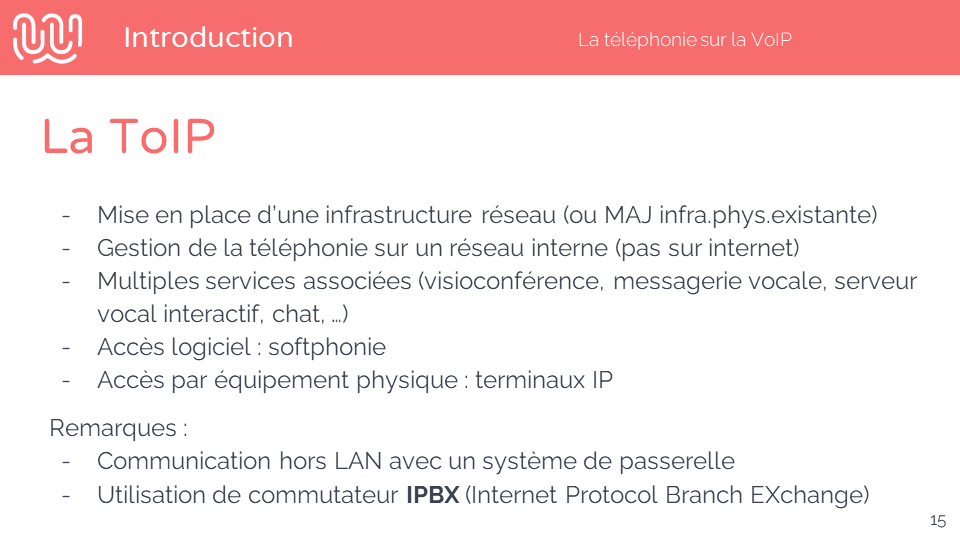 Introduction
La téléphonie sur la VoIP
La ToIP
- Mise en place d'une infrastructure réseau (ou MAJ infra.phys.existante)
- Gestion de la téléphonie sur un réseau interne (pas sur internet)
- Multiples services associées (visioconférence, messagerie vocale, serveur
vocal interactif, chat, …)
- Accès logiciel : softphonie
- Accès par équipement physique : terminaux IP
Remarques :
- Communication hors LAN avec un système de passerelle
- Utilisation de commutateur IPBX (Internet Protocol Branch EXchange)
15